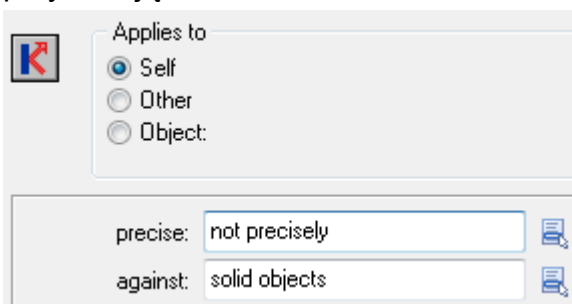 Applies to
Self
Other
Object:
precise: not precisely
against: solid objects